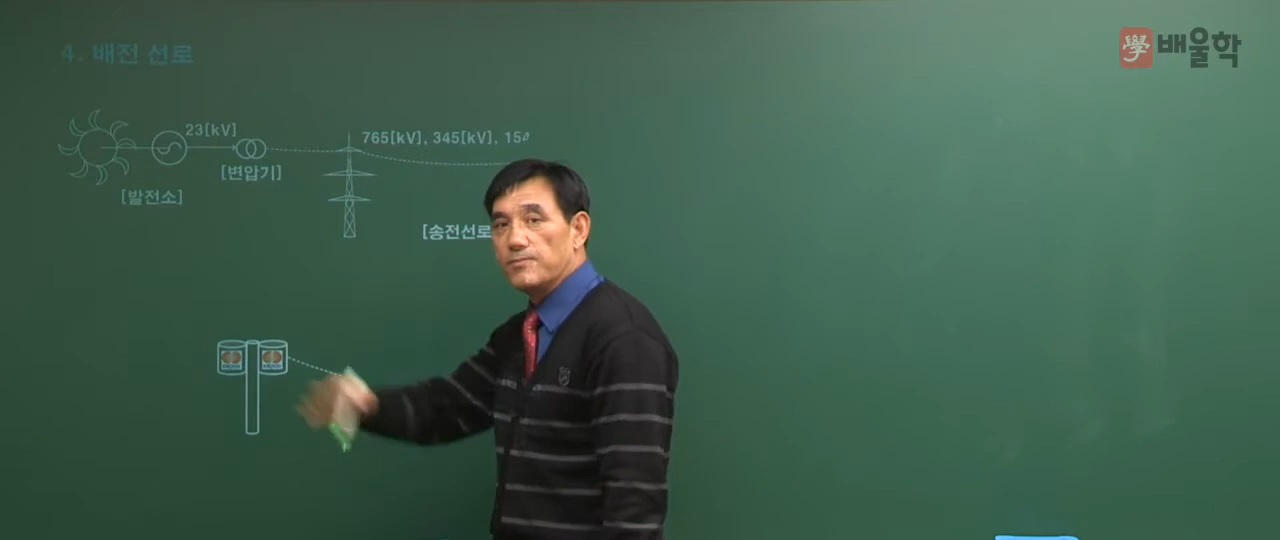 4. 배전 선로
學 배울학
23[kV]
765[kV], 345[kV], 15
[변압기]
[발전소]
[송전선로